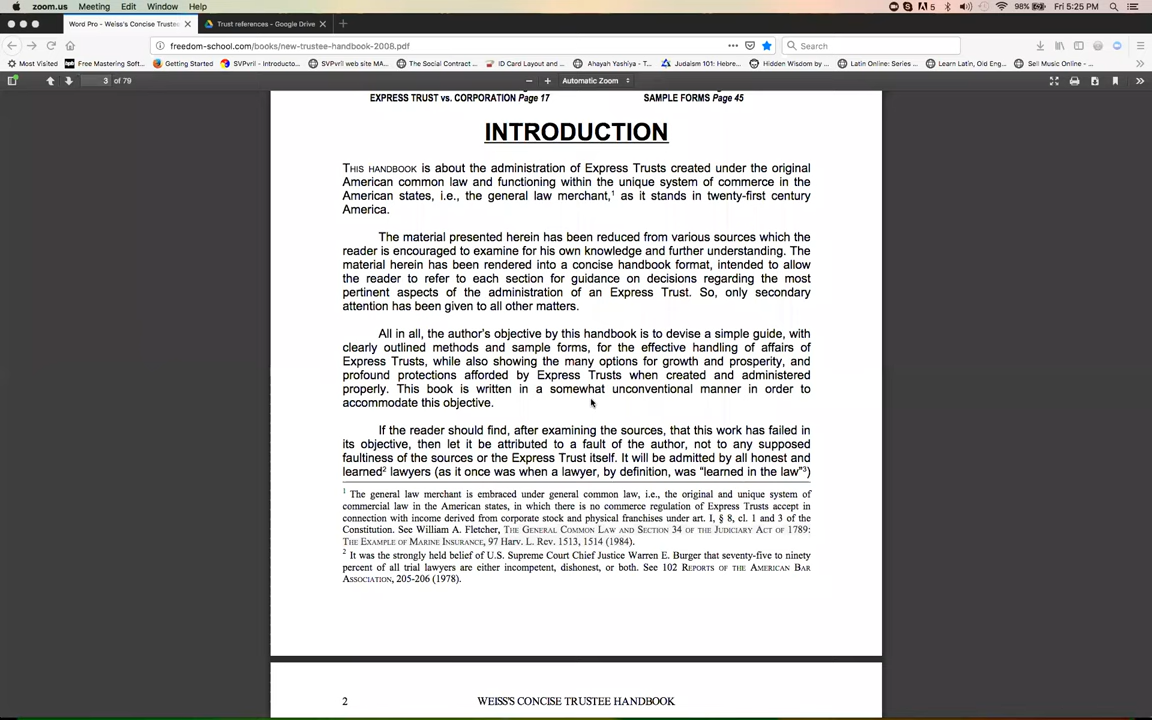 zoom.us Meeting Edit Window Help
5 98% Fri 5:25 PM
Word Pro - Weiss's Concise Trustee × Trust references - Google Drive × +
freedom-school.com/books/new-trustee-handbook-2008.pdf ••• Search
Most Visited Free Mastering Soft... Getting Started SVPvril - Introducto... SVPvril web site MA... The Social Contract ... ID Card Layout and ... Ahayah Yashiya - T... Judaism 101: Hebre... Hidden Wisdom by ... Latin Online: Series ... Learn Latin, Old Eng... Sell Music Online - ...
3 of 79 − + Automatic Zoom
EXPRESS TRUST vs. CORPORATION Page 17 SAMPLE FORMS Page 45
INTRODUCTION
THIS HANDBOOK is about the administration of Express Trusts created under the original
American common law and functioning within the unique system of commerce in the
American states, i.e., the general law merchant,1 as it stands in twenty-first century
America.
The material presented herein has been reduced from various sources which the
reader is encouraged to examine for his own knowledge and further understanding. The
material herein has been rendered into a concise handbook format, intended to allow
the reader to refer to each section for guidance on decisions regarding the most
pertinent aspects of the administration of an Express Trust. So, only secondary
attention has been given to all other matters.
All in all, the author's objective by this handbook is to devise a simple guide, with
clearly outlined methods and sample forms, for the effective handling of affairs of
Express Trusts, while also showing the many options for growth and prosperity, and
profound protections afforded by Express Trusts when created and administered
properly. This book is written in a somewhat unconventional manner in order to
accommodate this objective.
If the reader should find, after examining the sources, that this work has failed in
its objective, then let it be attributed to a fault of the author, not to any supposed
faultiness of the sources or the Express Trust itself. It will be admitted by all honest and
learned2 lawyers (as it once was when a lawyer, by definition, was “learned in the law”3)
1 The general law merchant is embraced under general common law, i.e., the original and unique system of
commercial law in the American states, in which there is no commerce regulation of Express Trusts accept in
connection with income derived from corporate stock and physical franchises under art. I, § 8, cl. 1 and 3 of the
Constitution. See William A. Fletcher, THE GENERAL COMMON LAW AND SECTION 34 OF THE JUDICIARY ACT OF 1789:
THE EXAMPLE OF MARINE INSURANCE, 97 Harv. L. Rev. 1513, 1514 (1984).
2 It was the strongly held belief of U.S. Supreme Court Chief Justice Warren E. Burger that seventy-five to ninety
percent of all trial lawyers are either incompetent, dishonest, or both. See 102 REPORTS OF THE AMERICAN BAR
ASSOCIATION, 205-206 (1978).
2 WEISS'S CONCISE TRUSTEE HANDBOOK